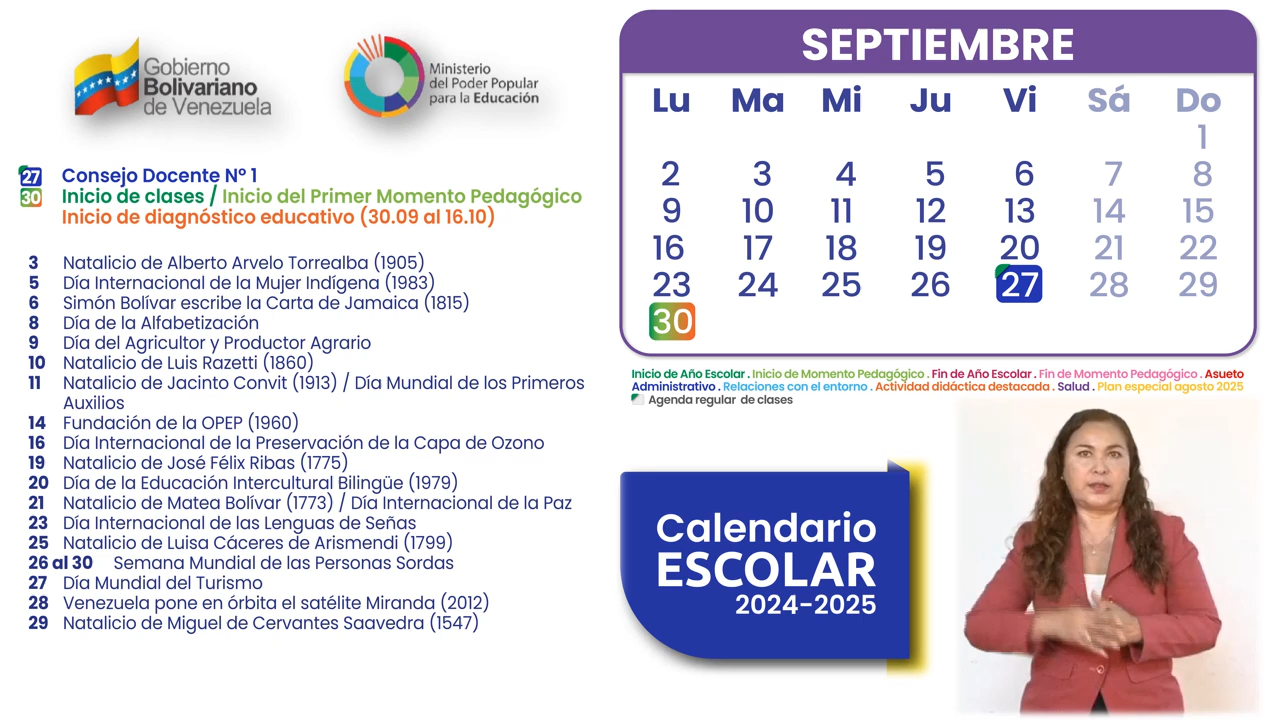 Gobierno
Bolivariano
de Venezuela
Ministerio
del Poder Popular
para la Educación
27 Consejo Docente Nº 1
30 Inicio de clases / Inicio del Primer Momento Pedagógico
Inicio de diagnóstico educativo (30.09 al 16.10)
3 Natalicio de Alberto Arvelo Torrealba (1905)
5 Día Internacional de la Mujer Indígena (1983)
6 Simón Bolívar escribe la Carta de Jamaica (1815)
8 Día de la Alfabetización
9 Día del Agricultor y Productor Agrario
10 Natalicio de Luis Razetti (1860)
11 Natalicio de Jacinto Convit (1913) / Día Mundial de los Primeros
Auxilios
14 Fundación de la OPEP (1960)
16 Día Internacional de la Preservación de la Capa de Ozono
19 Natalicio de José Félix Ribas (1775)
20 Día de la Educación Intercultural Bilingüe (1979)
21 Natalicio de Matea Bolívar (1773) / Día Internacional de la Paz
23 Día Internacional de las Lenguas de Señas
25 Natalicio de Luisa Cáceres de Arismendi (1799)
26 al 30 Semana Mundial de las Personas Sordas
27 Día Mundial del Turismo
28 Venezuela pone en órbita el satélite Miranda (2012)
29 Natalicio de Miguel de Cervantes Saavedra (1547)
SEPTIEMBRE
Lu Ma Mi Ju Vi Sá Do
1
2 3 4 5 6 7 8
9 10 11 12 13 14 15
16 17 18 19 20 21 22
23 24 25 26 27 28 29
30
Inicio de Año Escolar . Inicio de Momento Pedagógico . Fin de Año Escolar . Fin de Momento Pedagógico . Asueto
Administrativo . Relaciones con el entorno . Actividad didáctica destacada . Salud . Plan especial agosto 2025
Agenda regular de clases
Calendario
ESCOLAR
2024-2025